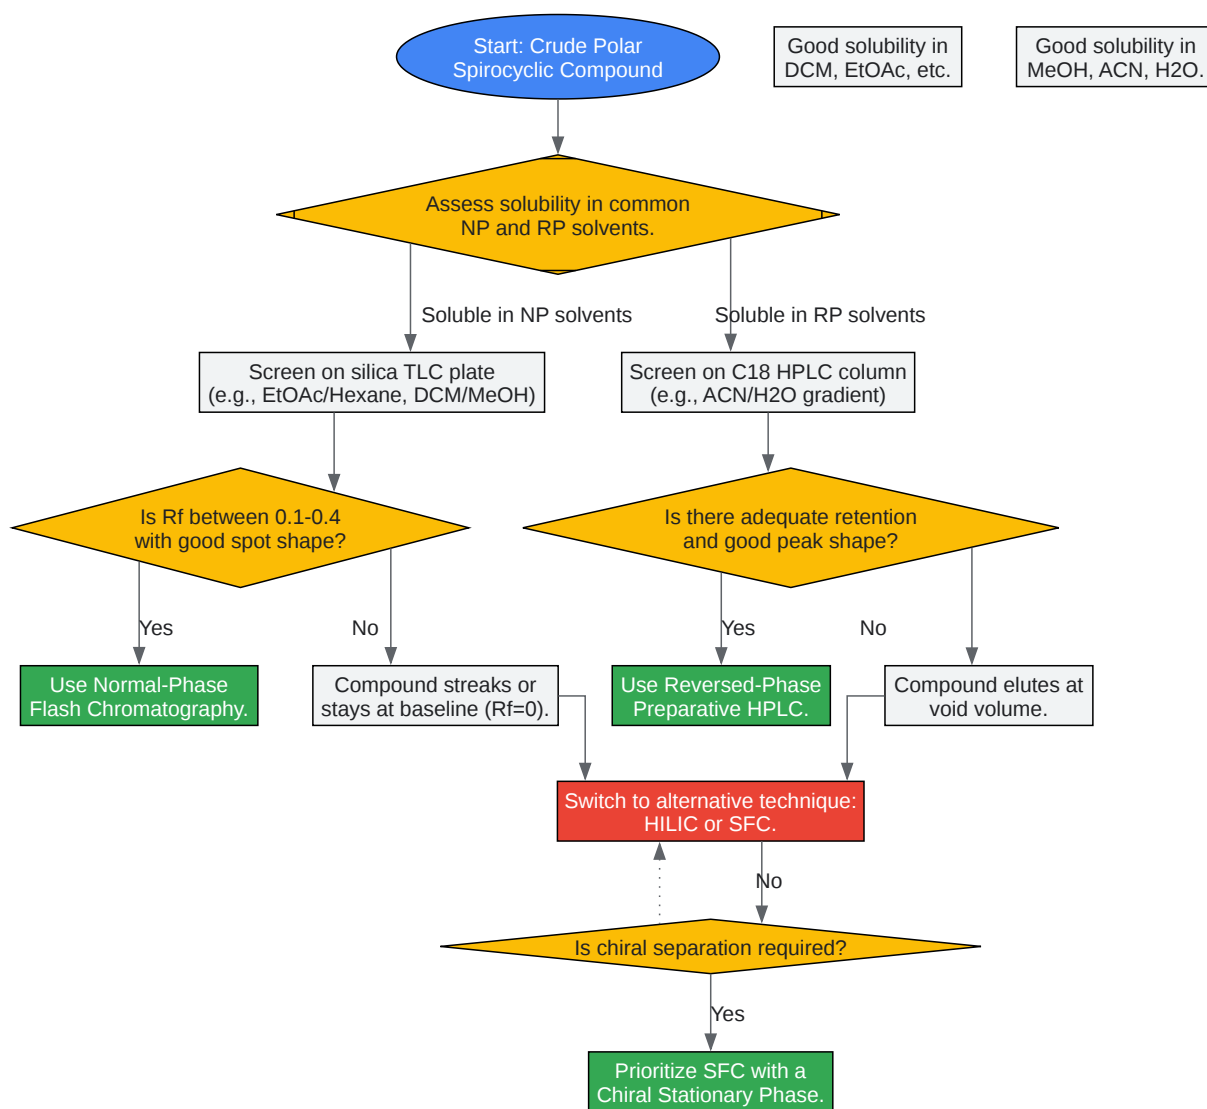 Start: Crude Polar
Spirocyclic Compound
Good solubility in
DCM, EtOAc, etc.
Good solubility in
MeOH, ACN, H2O.
Assess solubility in common
NP and RP solvents.
Soluble in NP solvents
Soluble in RP solvents
Screen on silica TLC plate
(e.g., EtOAc/Hexane, DCM/MeOH)
Screen on C18 HPLC column
(e.g., ACN/H2O gradient)
Is Rf between 0.1-0.4
with good spot shape?
Is there adequate retention
and good peak shape?
Yes
No
Yes
No
Use Normal-Phase
Flash Chromatography.
Compound streaks or
stays at baseline (Rf=0).
Use Reversed-Phase
Preparative HPLC.
Compound elutes at
void volume.
Switch to alternative technique:
HILIC or SFC.
No
Is chiral separation required?
Yes
Prioritize SFC with a
Chiral Stationary Phase.